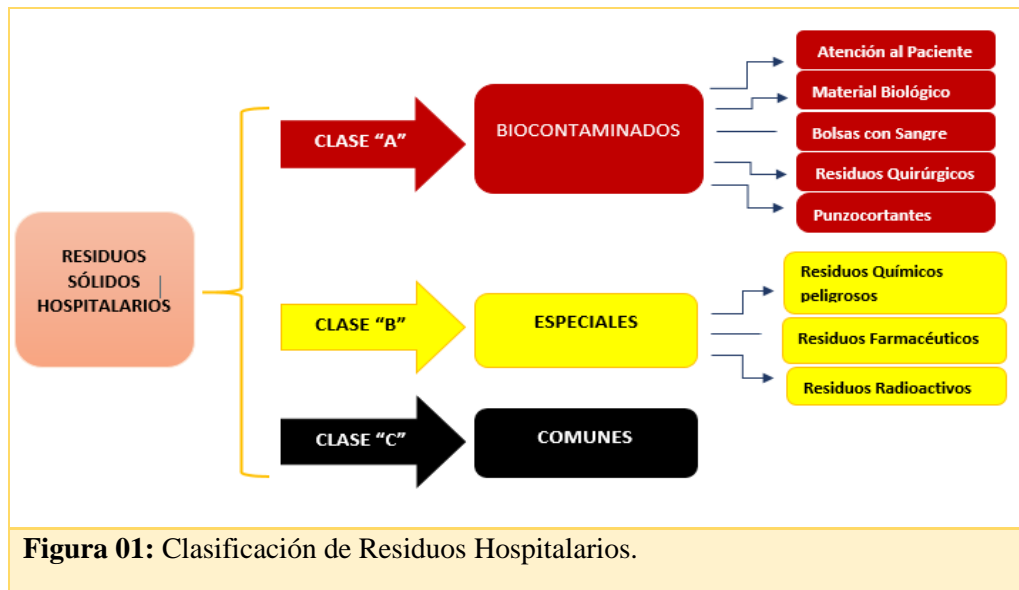 RESIDUOS
SÓLIDOS
HOSPITALARIOS
CLASE “A”
BIOCONTAMINADOS
Atención al Paciente
Material Biológico
Bolsas con Sangre
Residuos Quirúrgicos
Punzocortantes
CLASE “B”
ESPECIALES
Residuos Químicos
peligrosos
Residuos Farmacéuticos
Residuos Radioactivos
CLASE “C”
COMUNES
Figura 01: Clasificación de Residuos Hospitalarios.